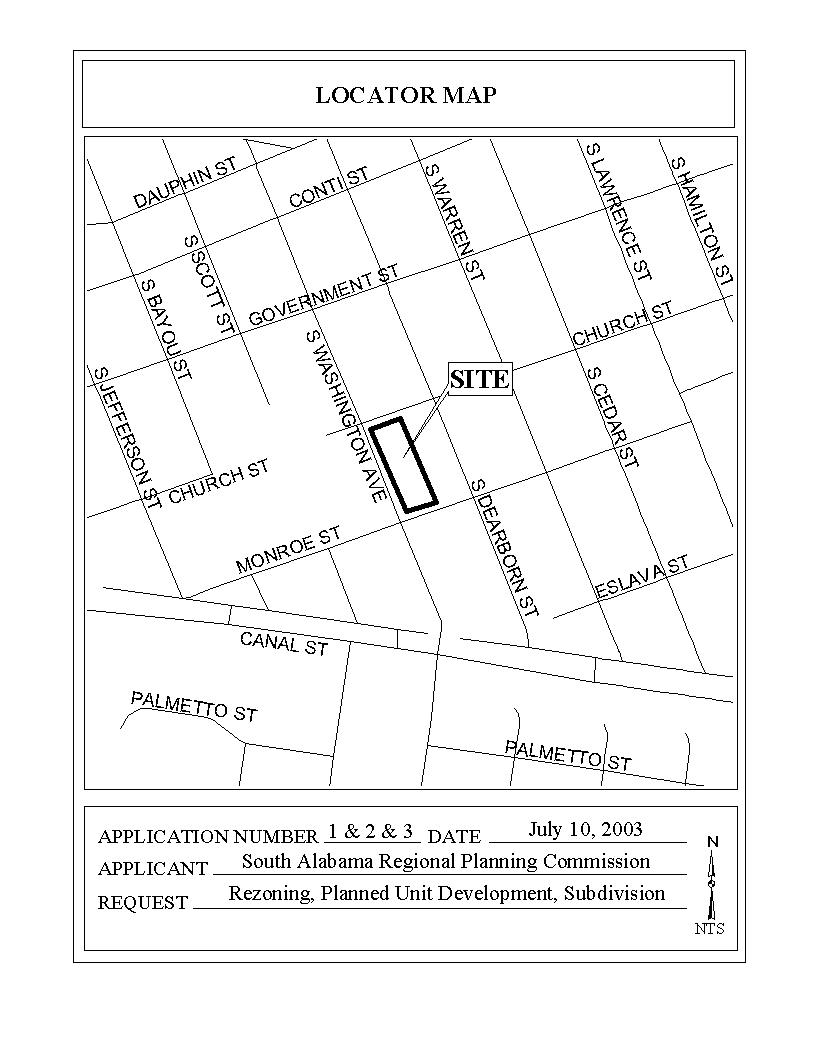 LOCATOR MAP
DAUPHIN ST
CONTI ST
S WARREN ST
S LAWRENCE ST
S HAMILTON ST
S SCOTT ST
S BAYOU ST
GOVERNMENT ST
CHURCH ST
S WASHINGTON AVE
SITE
S JEFFERSON ST
S CEDAR ST
CHURCH ST
S DEARBORN ST
MONROE ST
ESLAVA ST
CANAL ST
PALMETTO ST
PALMETTO ST
APPLICATION NUMBER 1 & 2 & 3 DATE July 10, 2003
APPLICANT South Alabama Regional Planning Commission
REQUEST Rezoning, Planned Unit Development, Subdivision
N
NTS